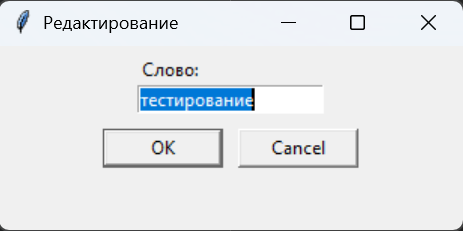 Редактирование
Слово:
тестирование
OK
Cancel